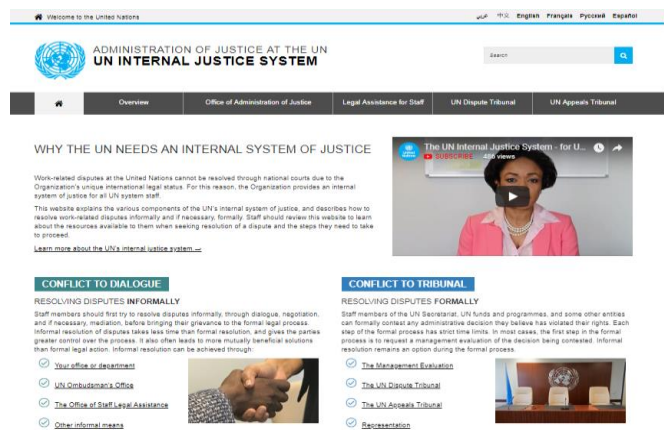 Welcome to the United Nations
عربي 中文 English Français Русский Español
ADMINISTRATION OF JUSTICE AT THE UN
UN INTERNAL JUSTICE SYSTEM
Search
Overview Office of Administration of Justice Legal Assistance for Staff UN Dispute Tribunal UN Appeals Tribunal
WHY THE UN NEEDS AN INTERNAL SYSTEM OF JUSTICE
Work-related disputes at the United Nations cannot be resolved through national courts due to the
Organization's unique international legal status. For this reason, the Organization provides an internal
system of justice for all UN system staff.
This website explains the various components of the UN's internal system of justice, and describes how to
resolve work-related disputes informally and if necessary, formally. Staff should review this website to learn
about the resources available to them when seeking resolution of a dispute and the steps they need to take
to proceed.
Learn more about the UN's internal justice system →
The UN Internal Justice System - for U...
SUBSCRIBE 486 views
CONFLICT TO DIALOGUE
RESOLVING DISPUTES INFORMALLY
Staff members should first try to resolve disputes informally, through dialogue, negotiation,
and if necessary, mediation, before bringing their grievance to the formal legal process.
Informal resolution of disputes takes less time than formal resolution, and gives the parties
greater control over the process. It also often leads to more mutually beneficial solutions
than formal legal action. Informal resolution can be achieved through:
Your office or department
UN Ombudsman's Office
The Office of Staff Legal Assistance
Other informal means
CONFLICT TO TRIBUNAL
RESOLVING DISPUTES FORMALLY
Staff members of the UN Secretariat, UN funds and programmes, and some other entities
can formally contest any administrative decision they believe has violated their rights. Each
step of the formal process has strict time limits. In most cases, the first step in the formal
process is to request a management evaluation of the decision being contested. Informal
resolution remains an option during the formal process.
The Management Evaluation
The UN Dispute Tribunal
The UN Appeals Tribunal
Representation